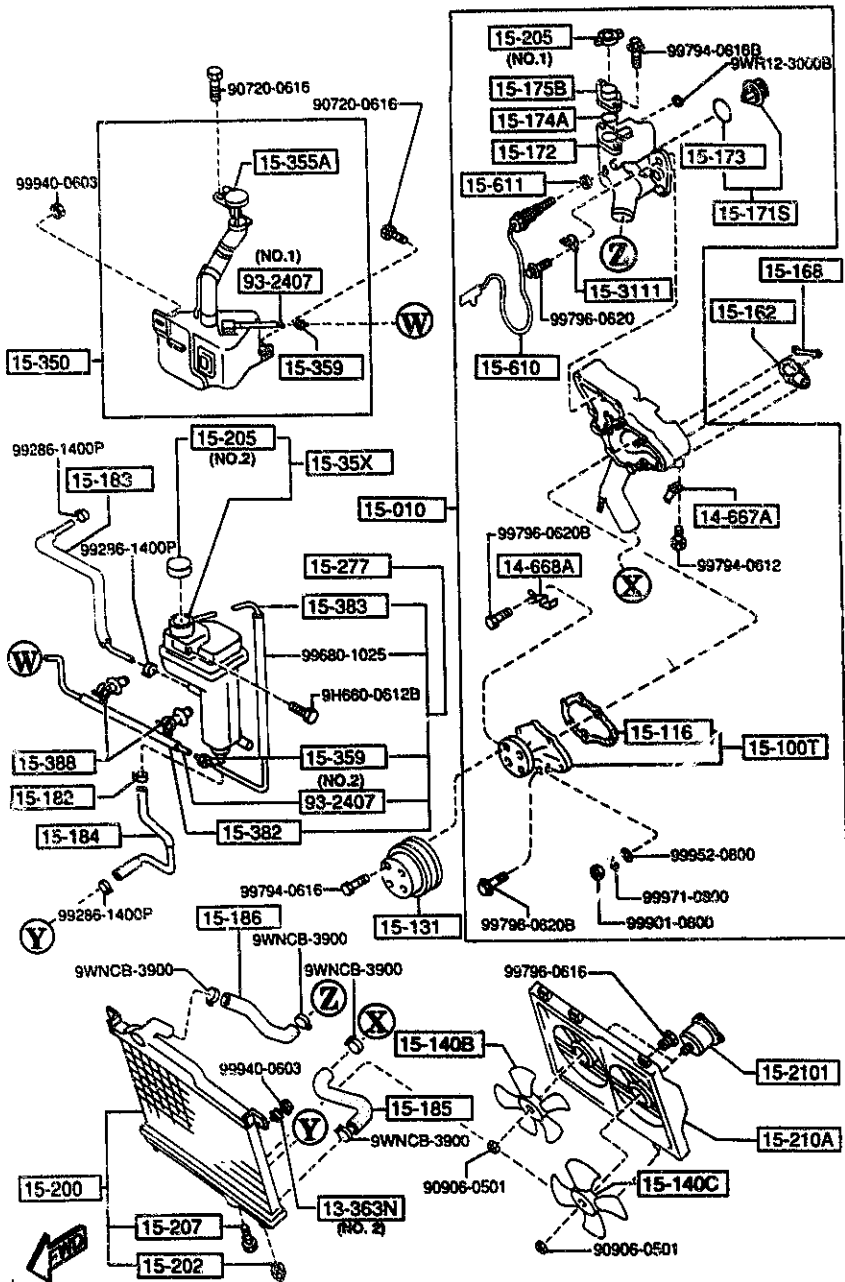 15-205
(NO.1)
99794-0616B
9WR12-3000B
90720-0616
90720-0616
15-175B
15-174A
15-172
15-355A
15-173
99940-0603
15-611
15-171S
(NO.1)
93-2407
Z
15-3111
15-168
W
99796-0620
15-162
15-350
15-359
15-610
99286-1400P
15-205
(NO.2)
15-35X
15-183
15-010
14-667A
99286-1400P
99796-0620B
15-277
14-668A
99794-0612
X
15-383
W
99680-1025
9H660-0612B
15-116
15-100T
15-388
15-359
(NO.2)
93-2407
15-182
15-184
15-382
99952-0800
99794-0616
99971-0800
Y
99286-1400P
15-186
15-131
99796-0620B
99901-0800
9WNCB-3900
9WNCB-3900
9WNCB-3900
99796-0616
Z
X
15-140B
99940-0603
15-2101
Y
15-185
9WNCB-3900
15-210A
15-200
90906-0501
15-140C
13-363N
(NO. 2)
15-207
15-202
90906-0501
FWD